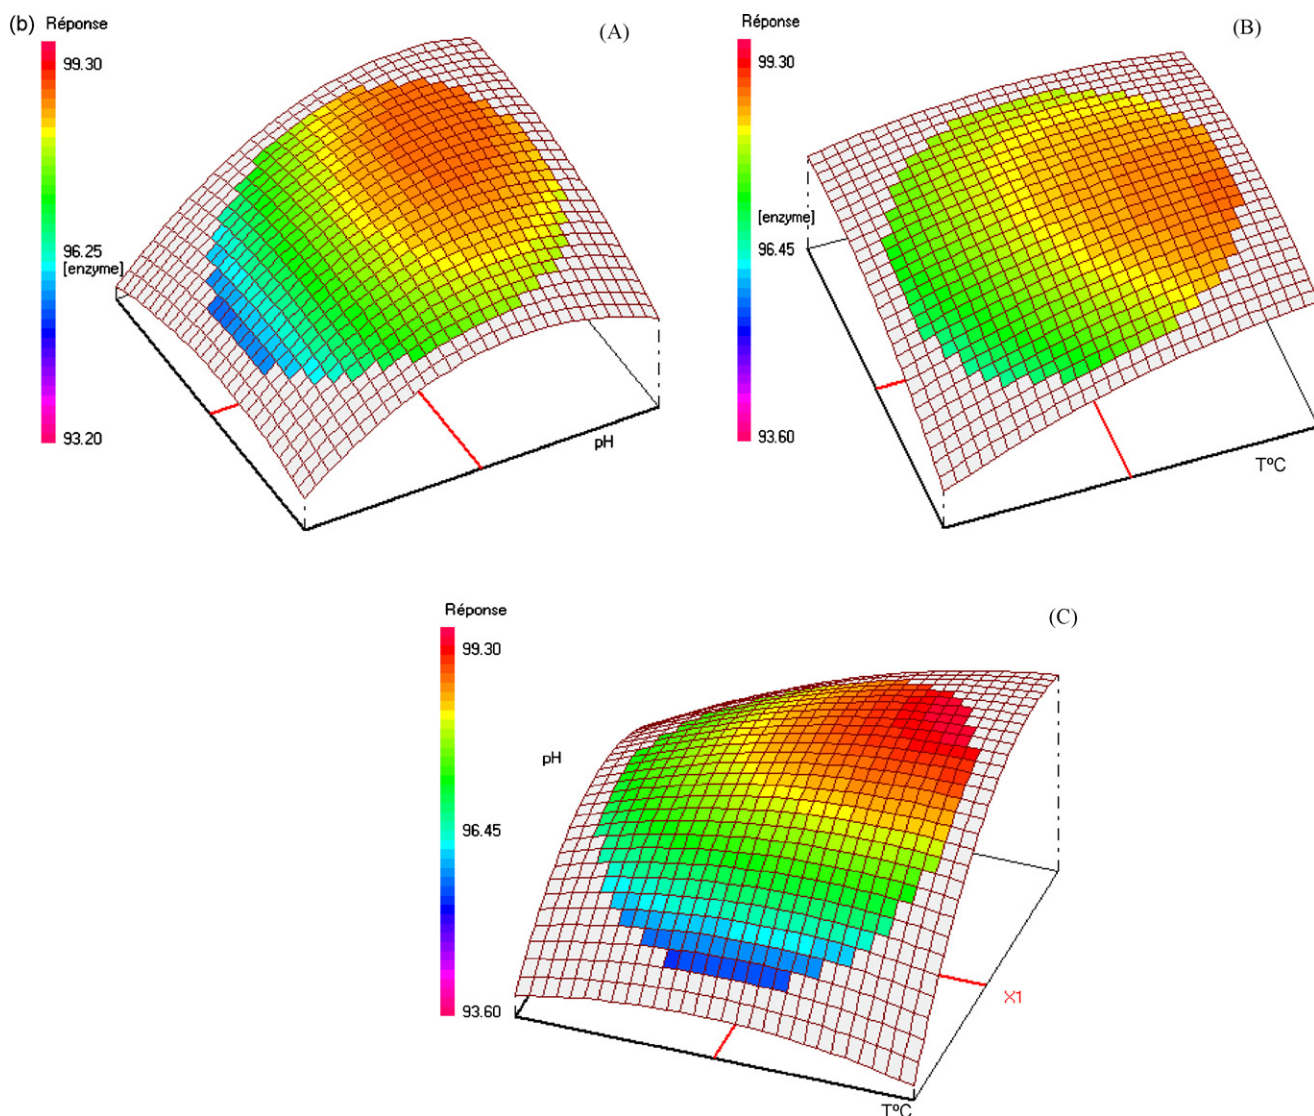 (b)
Réponse
(A)
99.30
96.25
[enzyme]
93.20
pH
Réponse
(B)
99.30
[enzyme]
96.45
93.60
TºC
Réponse
(C)
99.30
pH
96.45
X1
93.60
TºC